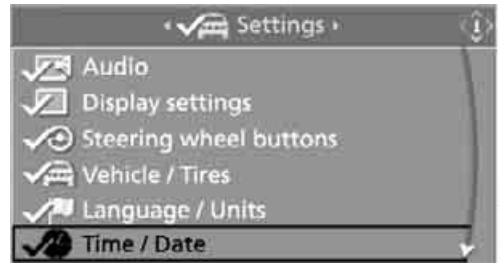 Settings
Audio
Display settings
Steering wheel buttons
Vehicle / Tires
Language / Units
Time / Date